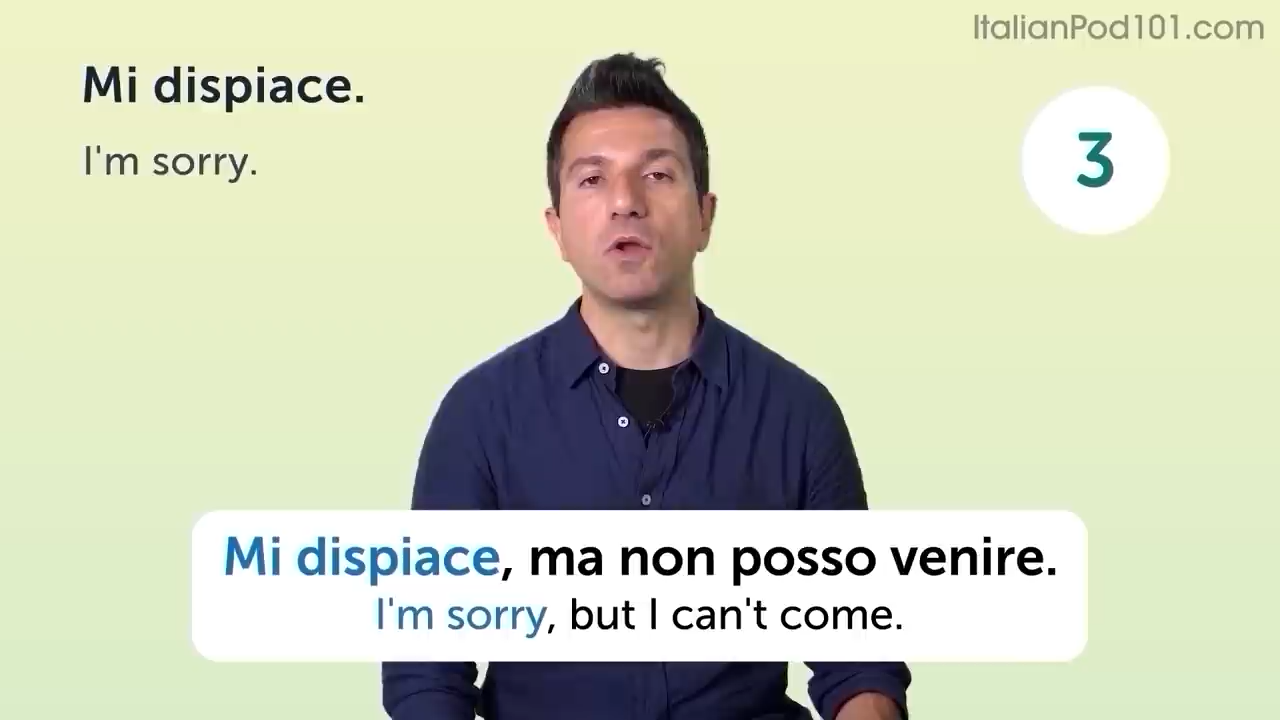 ItalianPod101.com
Mi dispiace.
I'm sorry.
3
Mi dispiace, ma non posso venire.
I'm sorry, but I can't come.